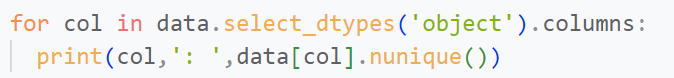 for col in data.select_dtypes('object').columns:
  print(col,': ',data[col].nunique())